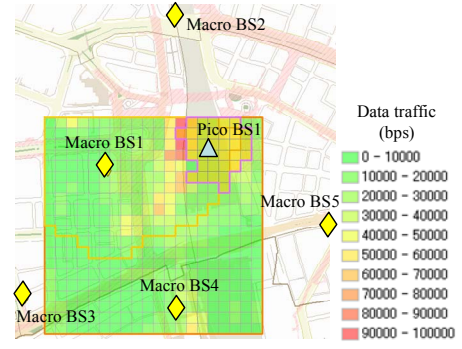 Macro BS2
Pico BS1
Macro BS1
Macro BS5
Macro BS4
Macro BS3
Data traffic
(bps)
0 - 10000
10000 - 20000
20000 - 30000
30000 - 40000
40000 - 50000
50000 - 60000
60000 - 70000
70000 - 80000
80000 - 90000
90000 - 100000